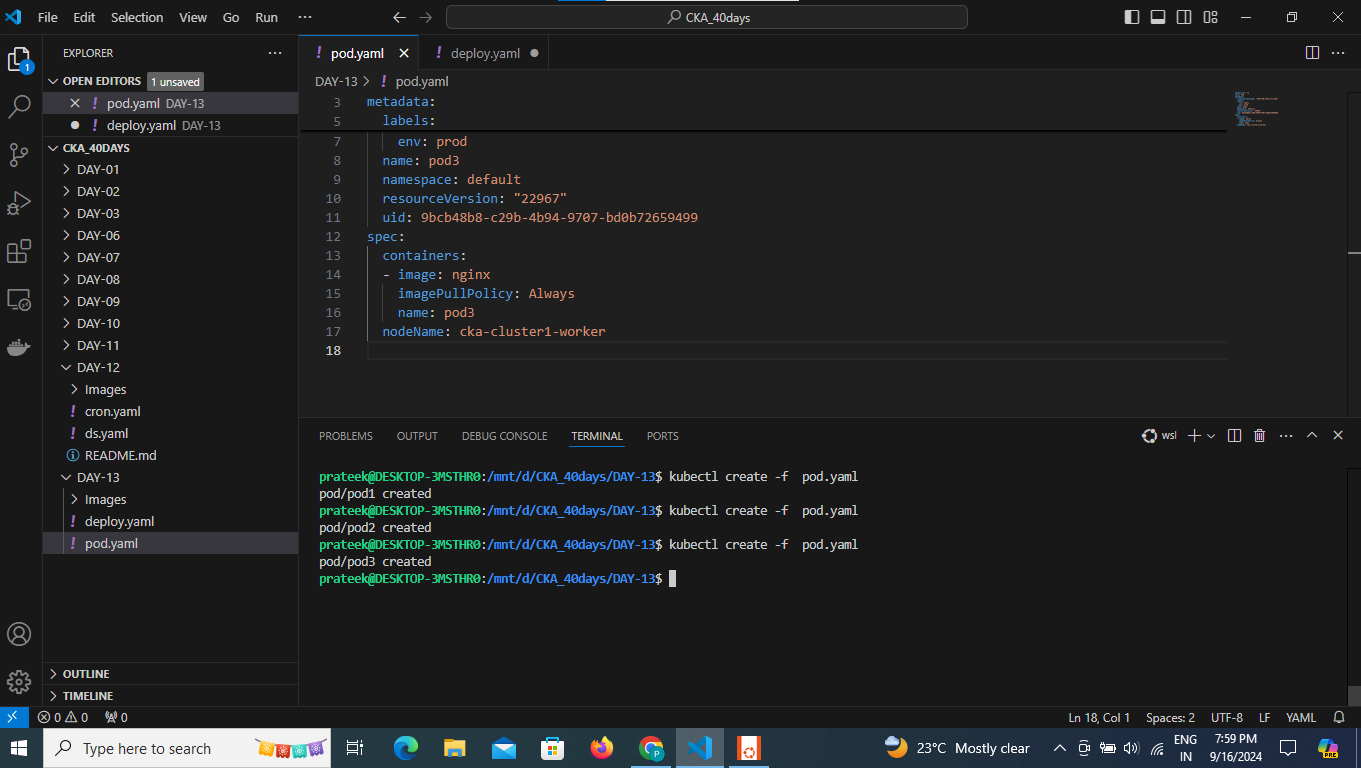 File Edit Selection View Go Run ···
CKA_40days
EXPLORER
OPEN EDITORS 1 unsaved
pod.yaml DAY-13
deploy.yaml DAY-13
CKA_40DAYS
DAY-01
DAY-02
DAY-03
DAY-06
DAY-07
DAY-08
DAY-09
DAY-10
DAY-11
DAY-12
Images
cron.yaml
ds.yaml
README.md
DAY-13
Images
deploy.yaml
pod.yaml
OUTLINE
TIMELINE
1
! pod.yaml ! deploy.yaml
DAY-13 > ! pod.yaml
3 metadata:
5 labels:
7 env: prod
8 name: pod3
9 namespace: default
10 resourceVersion: "22967"
11 uid: 9bcb48b8-c29b-4b94-9707-bd0b72659499
12 spec:
13 containers:
14 - image: nginx
15 imagePullPolicy: Always
16 name: pod3
17 nodeName: cka-cluster1-worker
18
PROBLEMS OUTPUT DEBUG CONSOLE TERMINAL PORTS
wsl
prateek@DESKTOP-3MSTHR0:/mnt/d/CKA_40days/DAY-13$ kubectl create -f  pod.yaml
pod/pod1 created
prateek@DESKTOP-3MSTHR0:/mnt/d/CKA_40days/DAY-13$ kubectl create -f  pod.yaml
pod/pod2 created
prateek@DESKTOP-3MSTHR0:/mnt/d/CKA_40days/DAY-13$ kubectl create -f  pod.yaml
pod/pod3 created
prateek@DESKTOP-3MSTHR0:/mnt/d/CKA_40days/DAY-13$
0 0 0
Ln 18, Col 1 Spaces: 2 UTF-8 LF YAML
Type here to search
23°C Mostly clear
ENG
IN
7:59 PM
9/16/2024
PRE